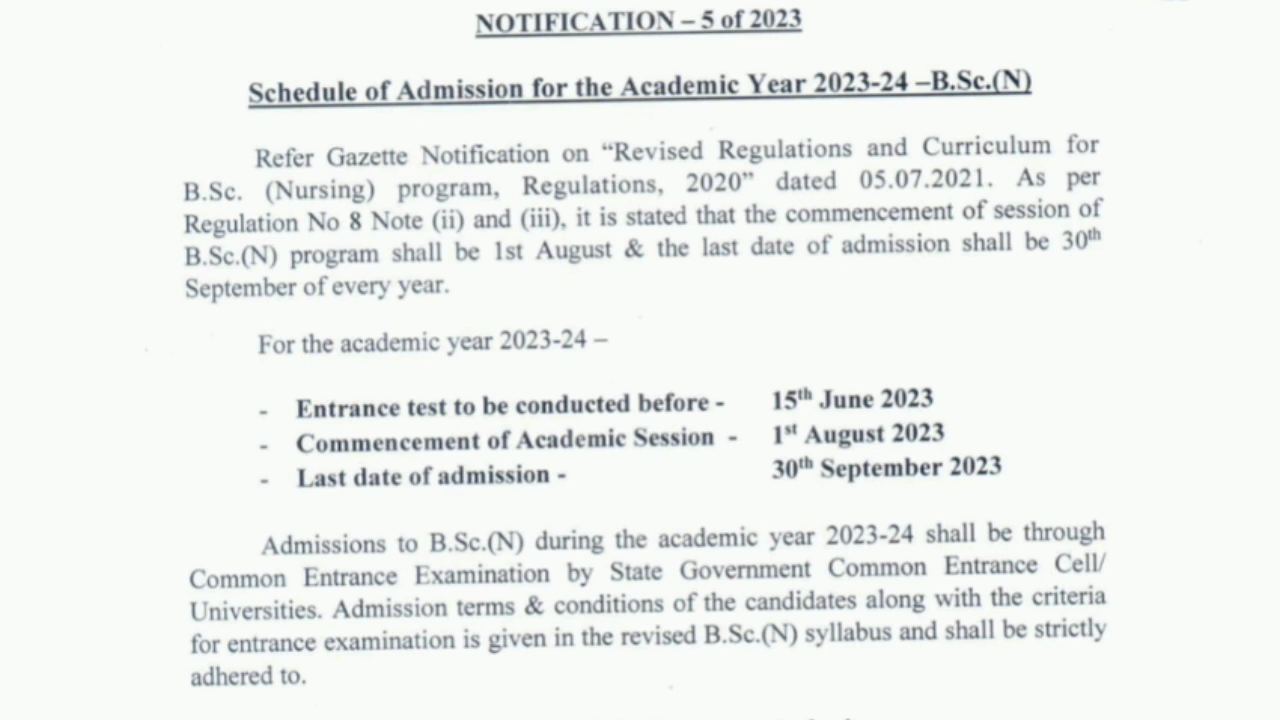 NOTIFICATION – 5 of 2023
Schedule of Admission for the Academic Year 2023-24 –B.Sc.(N)
Refer Gazette Notification on “Revised Regulations and Curriculum for
B.Sc. (Nursing) program, Regulations, 2020” dated 05.07.2021. As per
Regulation No 8 Note (ii) and (iii), it is stated that the commencement of session of
B.Sc.(N) program shall be 1st August & the last date of admission shall be 30th
September of every year.
For the academic year 2023-24 –
- Entrance test to be conducted before - 15th June 2023
- Commencement of Academic Session - 1st August 2023
- Last date of admission - 30th September 2023
Admissions to B.Sc.(N) during the academic year 2023-24 shall be through
Common Entrance Examination by State Government Common Entrance Cell/
Universities. Admission terms & conditions of the candidates along with the criteria
for entrance examination is given in the revised B.Sc.(N) syllabus and shall be strictly
adhered to.